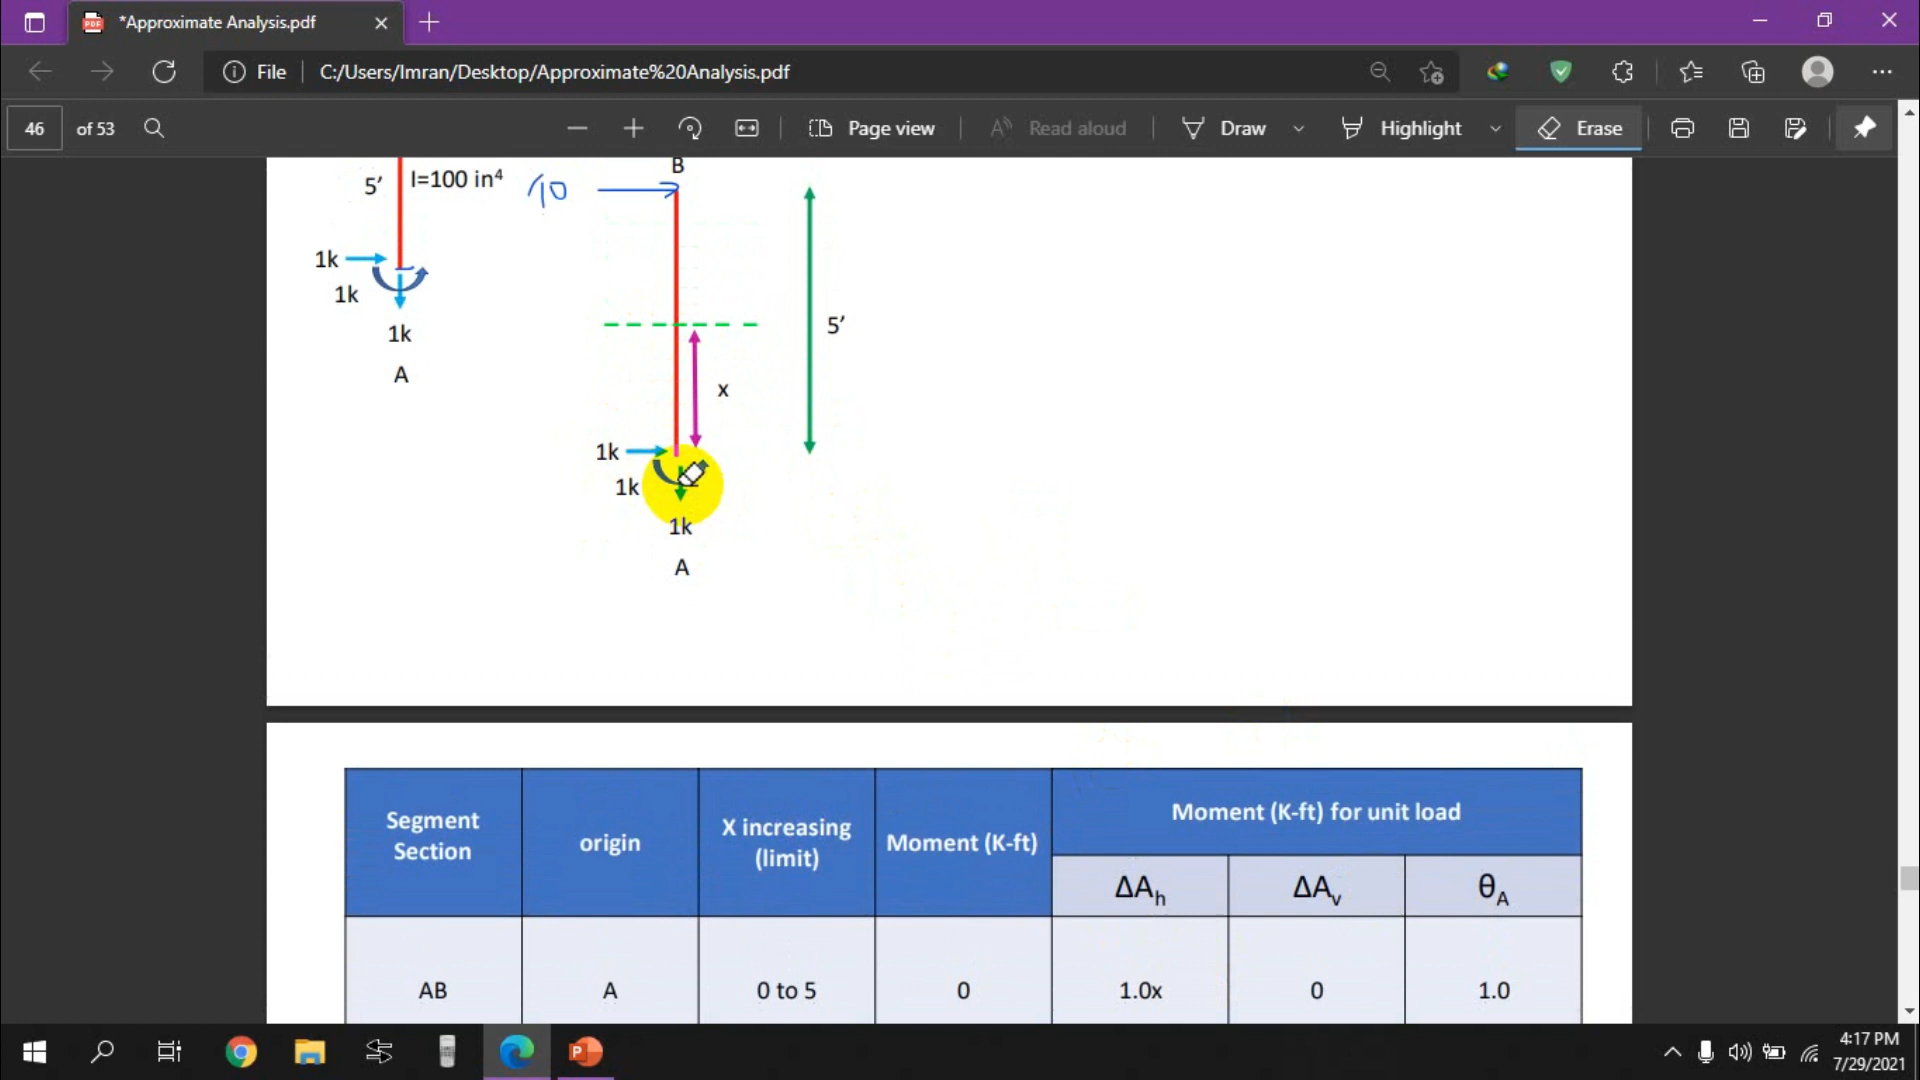 *Approximate Analysis.pdf
File
C:/Users/Imran/Desktop/Approximate%20Analysis.pdf
46 of 53
Page view
Read aloud
Draw
Highlight
Erase
B
5’
I=100 in⁴
10
1k
1k
1k
A
5’
x
1k
1k
1k
A
Segment Section
origin
X increasing (limit)
Moment (K-ft)
Moment (K-ft) for unit load
ΔAh
ΔAv
θA
AB
A
0 to 5
0
1.0x
0
1.0
4:17 PM
7/29/2021